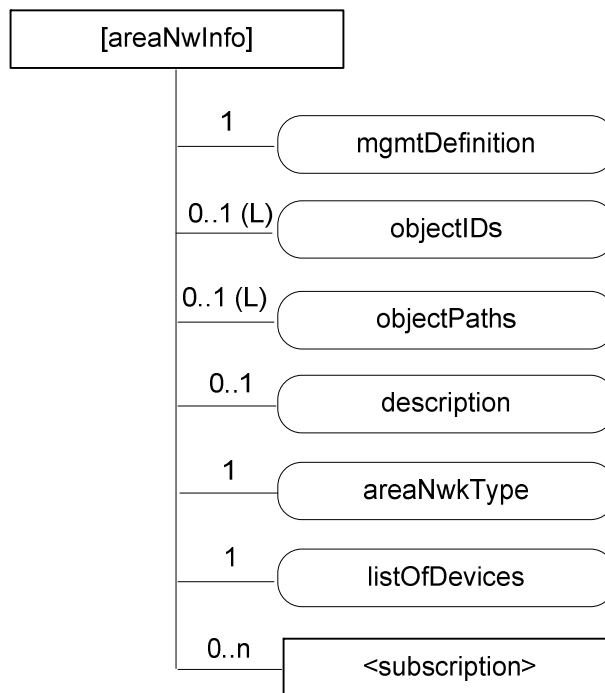 [areaNwInfo]
1
mgmtDefinition
0..1 (L)
objectIDs
0..1 (L)
objectPaths
0..1
description
1
areaNwkType
1
listOfDevices
0..n
<subscription>